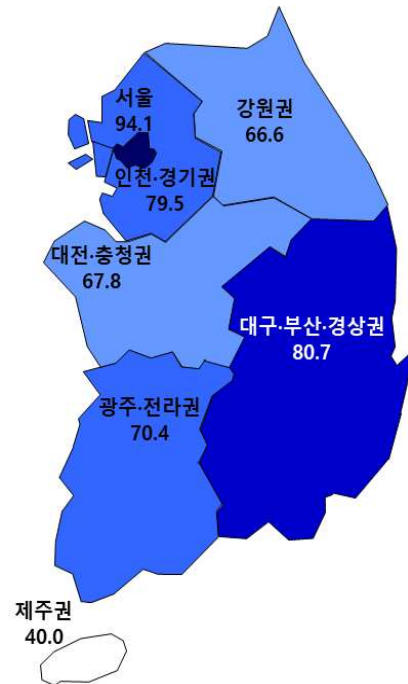 서울
94.1
강원권
66.6
인천·경기권
79.5
대전·충청권
67.8
대구·부산·경상권
80.7
광주·전라권
70.4
제주권
40.0